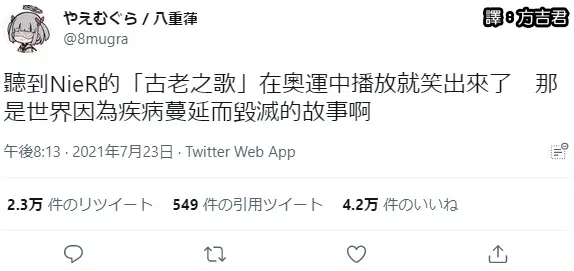 やえむぐら / 八重葎
@8mugra
譯:方吉君
聽到NieR的「古老之歌」在奧運中播放就笑出來了　那
是世界因為疾病蔓延而毀滅的故事啊
午後8:13 · 2021年7月23日 · Twitter Web App
2.3万 件のリツイート 549 件の引用ツイート 4.2万 件のいいね